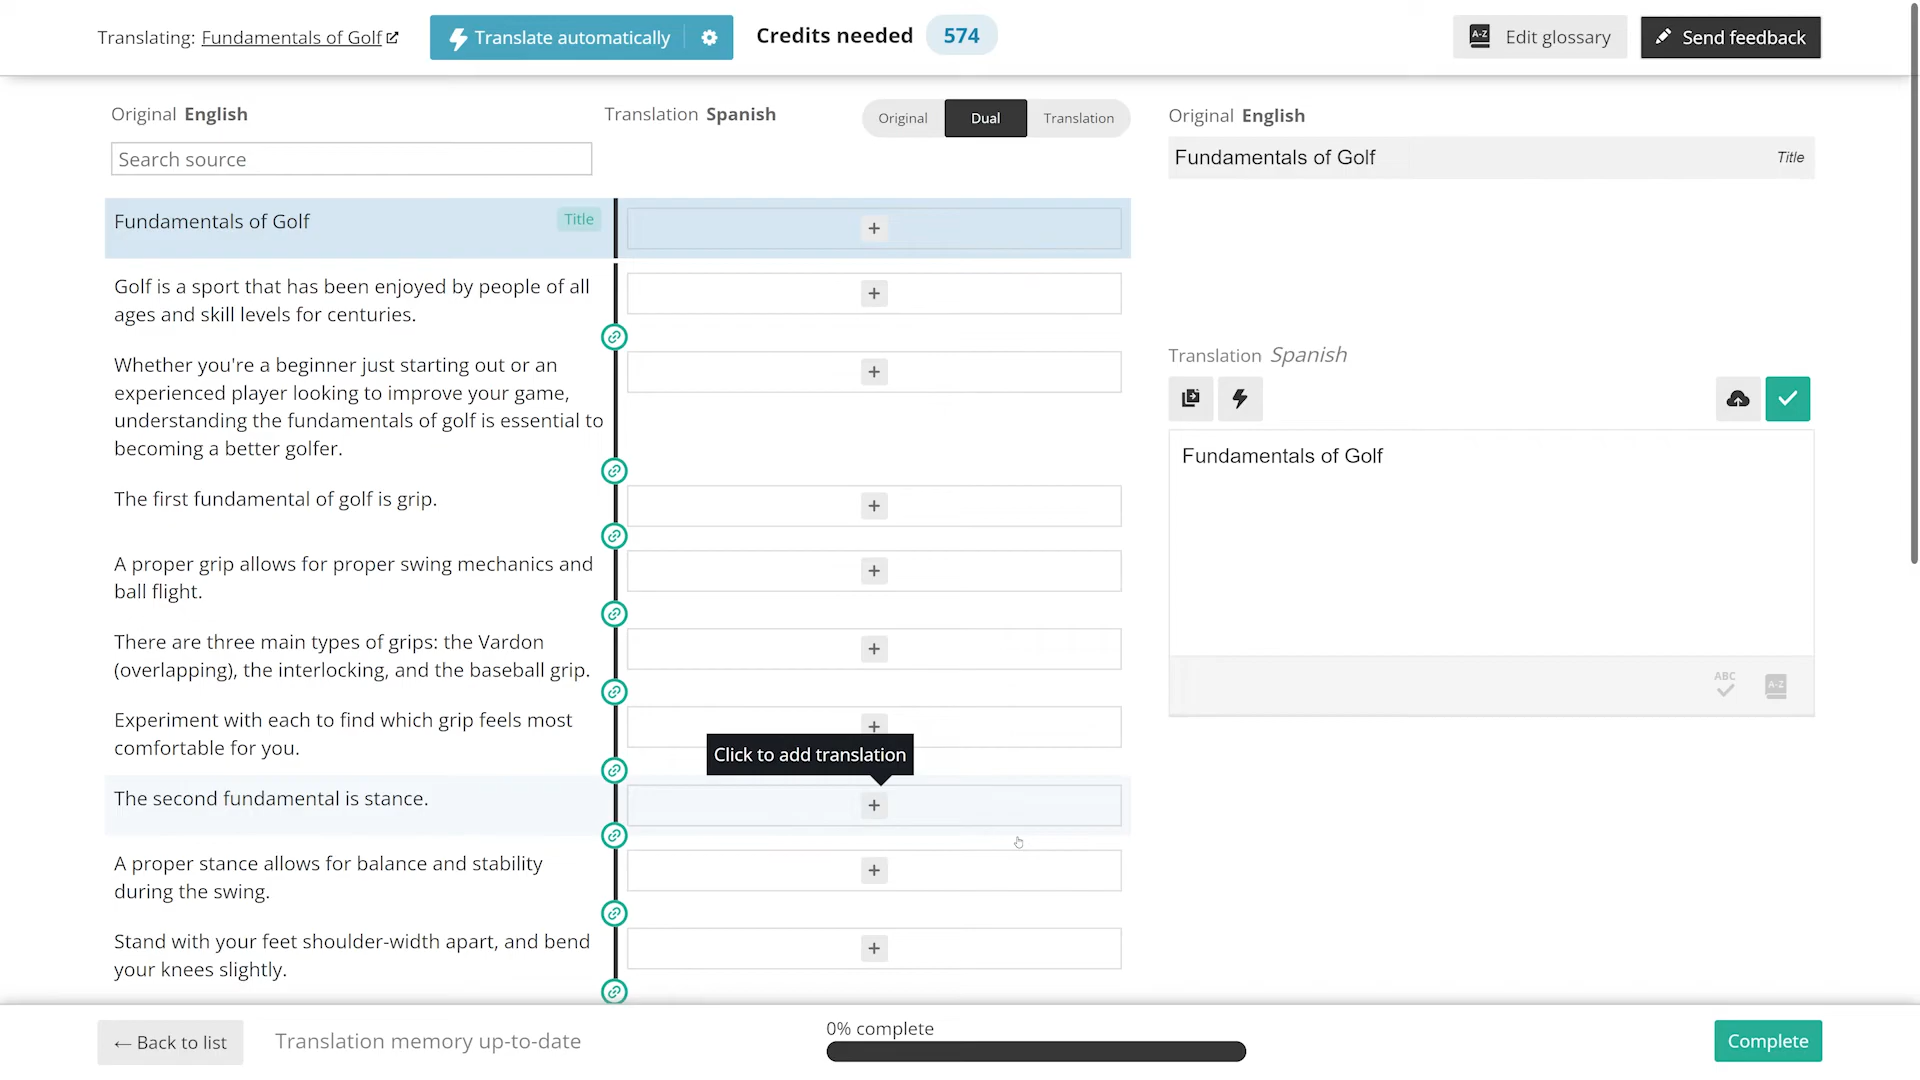 Translating: Fundamentals of Golf
Translate automatically
Credits needed 574
A-Z Edit glossary
Send feedback
Original English
Search source
Translation Spanish
Original
Dual
Translation
Fundamentals of Golf
Title
+
Golf is a sport that has been enjoyed by people of all
ages and skill levels for centuries.
+
Whether you're a beginner just starting out or an
experienced player looking to improve your game,
understanding the fundamentals of golf is essential to
becoming a better golfer.
+
The first fundamental of golf is grip.
+
A proper grip allows for proper swing mechanics and
ball flight.
+
There are three main types of grips: the Vardon
(overlapping), the interlocking, and the baseball grip.
+
Experiment with each to find which grip feels most
comfortable for you.
+
Click to add translation
The second fundamental is stance.
+
A proper stance allows for balance and stability
during the swing.
+
Stand with your feet shoulder-width apart, and bend
your knees slightly.
+
Original English
Fundamentals of Golf
Title
Translation Spanish
Fundamentals of Golf
ABC
A-Z
← Back to list
Translation memory up-to-date
0% complete
Complete